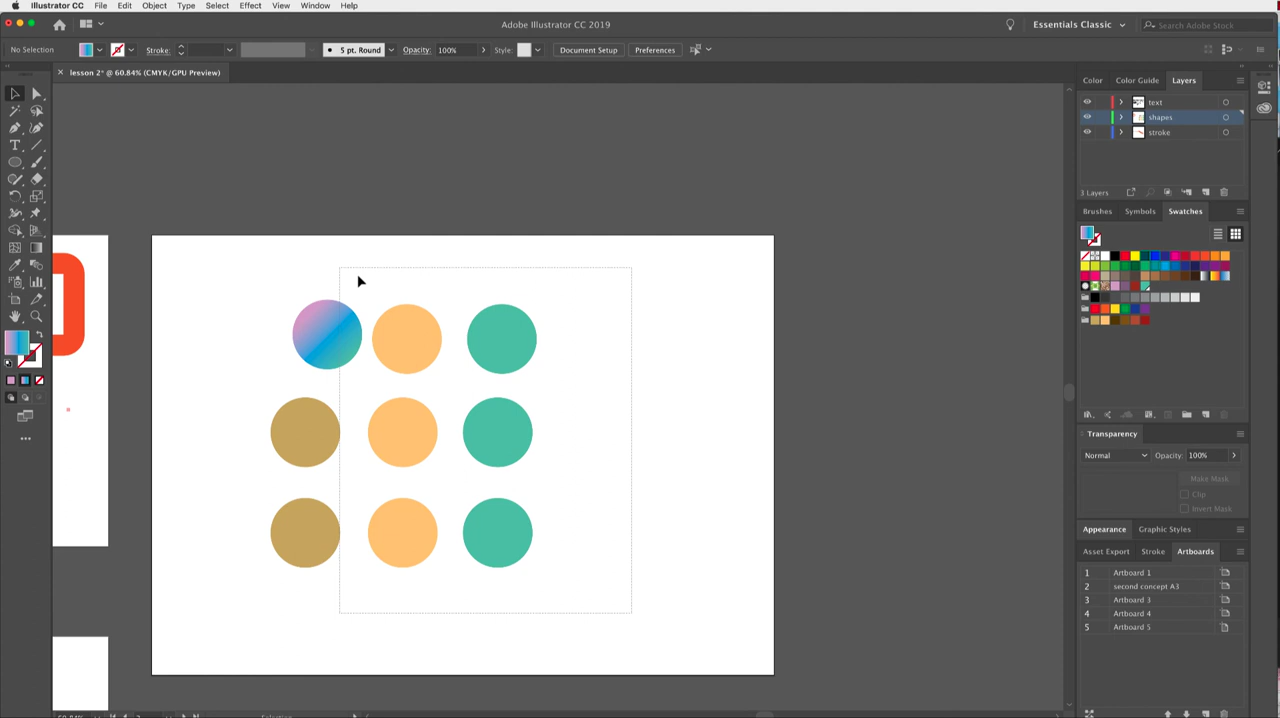 Illustrator CC File Edit Object Type Select Effect View Window Help
Adobe Illustrator CC 2019
Essentials Classic
Search Adobe Stock
No Selection Stroke: 5 pt. Round Opacity: 100% Style: Document Setup Preferences
lesson 2* @ 60.84% (CMYK/GPU Preview)
Color Color Guide Layers
text
shapes
stroke
3 Layers
Brushes Symbols Swatches
Transparency
Normal Opacity: 100%
Make Mask
Clip
Invert Mask
Appearance Graphic Styles
Asset Export Stroke Artboards
1 Artboard 1
2 second concept A3
3 Artboard 3
4 Artboard 4
5 Artboard 5